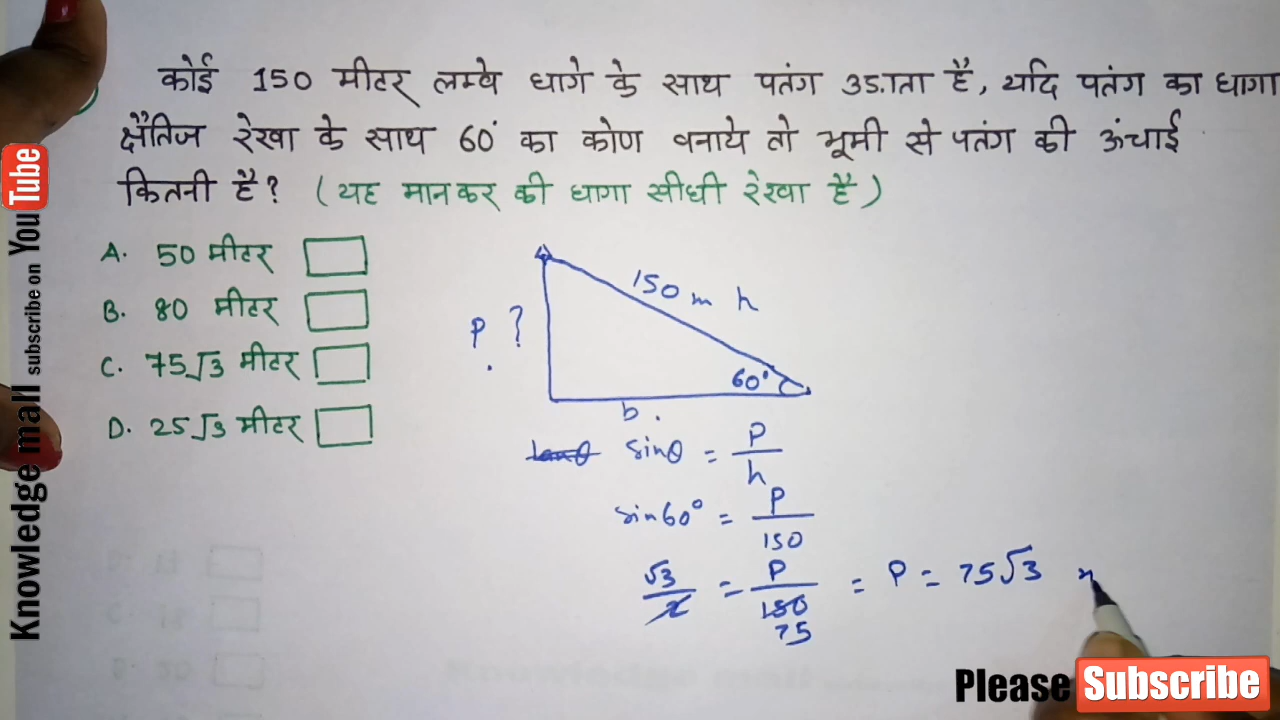 कोई 150 मीटर लम्बे धागे के साथ पतंग उड़ाता है, यदि पतंग का धागा
क्षैतिज रेखा के साथ 60° का कोण बनाये तो भूमी से पतंग की ऊंचाई
कितनी है? (यह मानकर की धागा सीधी रेखा है)
A. 50 मीटर
B. 80 मीटर
C. 75√3 मीटर
D. 25√3 मीटर
150 m h
P ?
60°
b.
tanθ sinθ = P/h
sin60° = P/150
√3/2 = P/150 = P = 75√3
75
Knowledge mall subscribe on YouTube
Please Subscribe